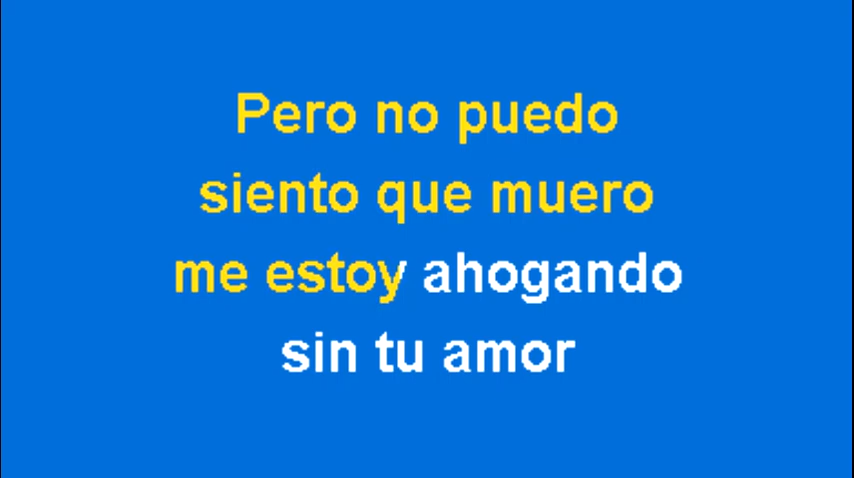 Pero no puedo
siento que muero
me estoy ahogando
sin tu amor